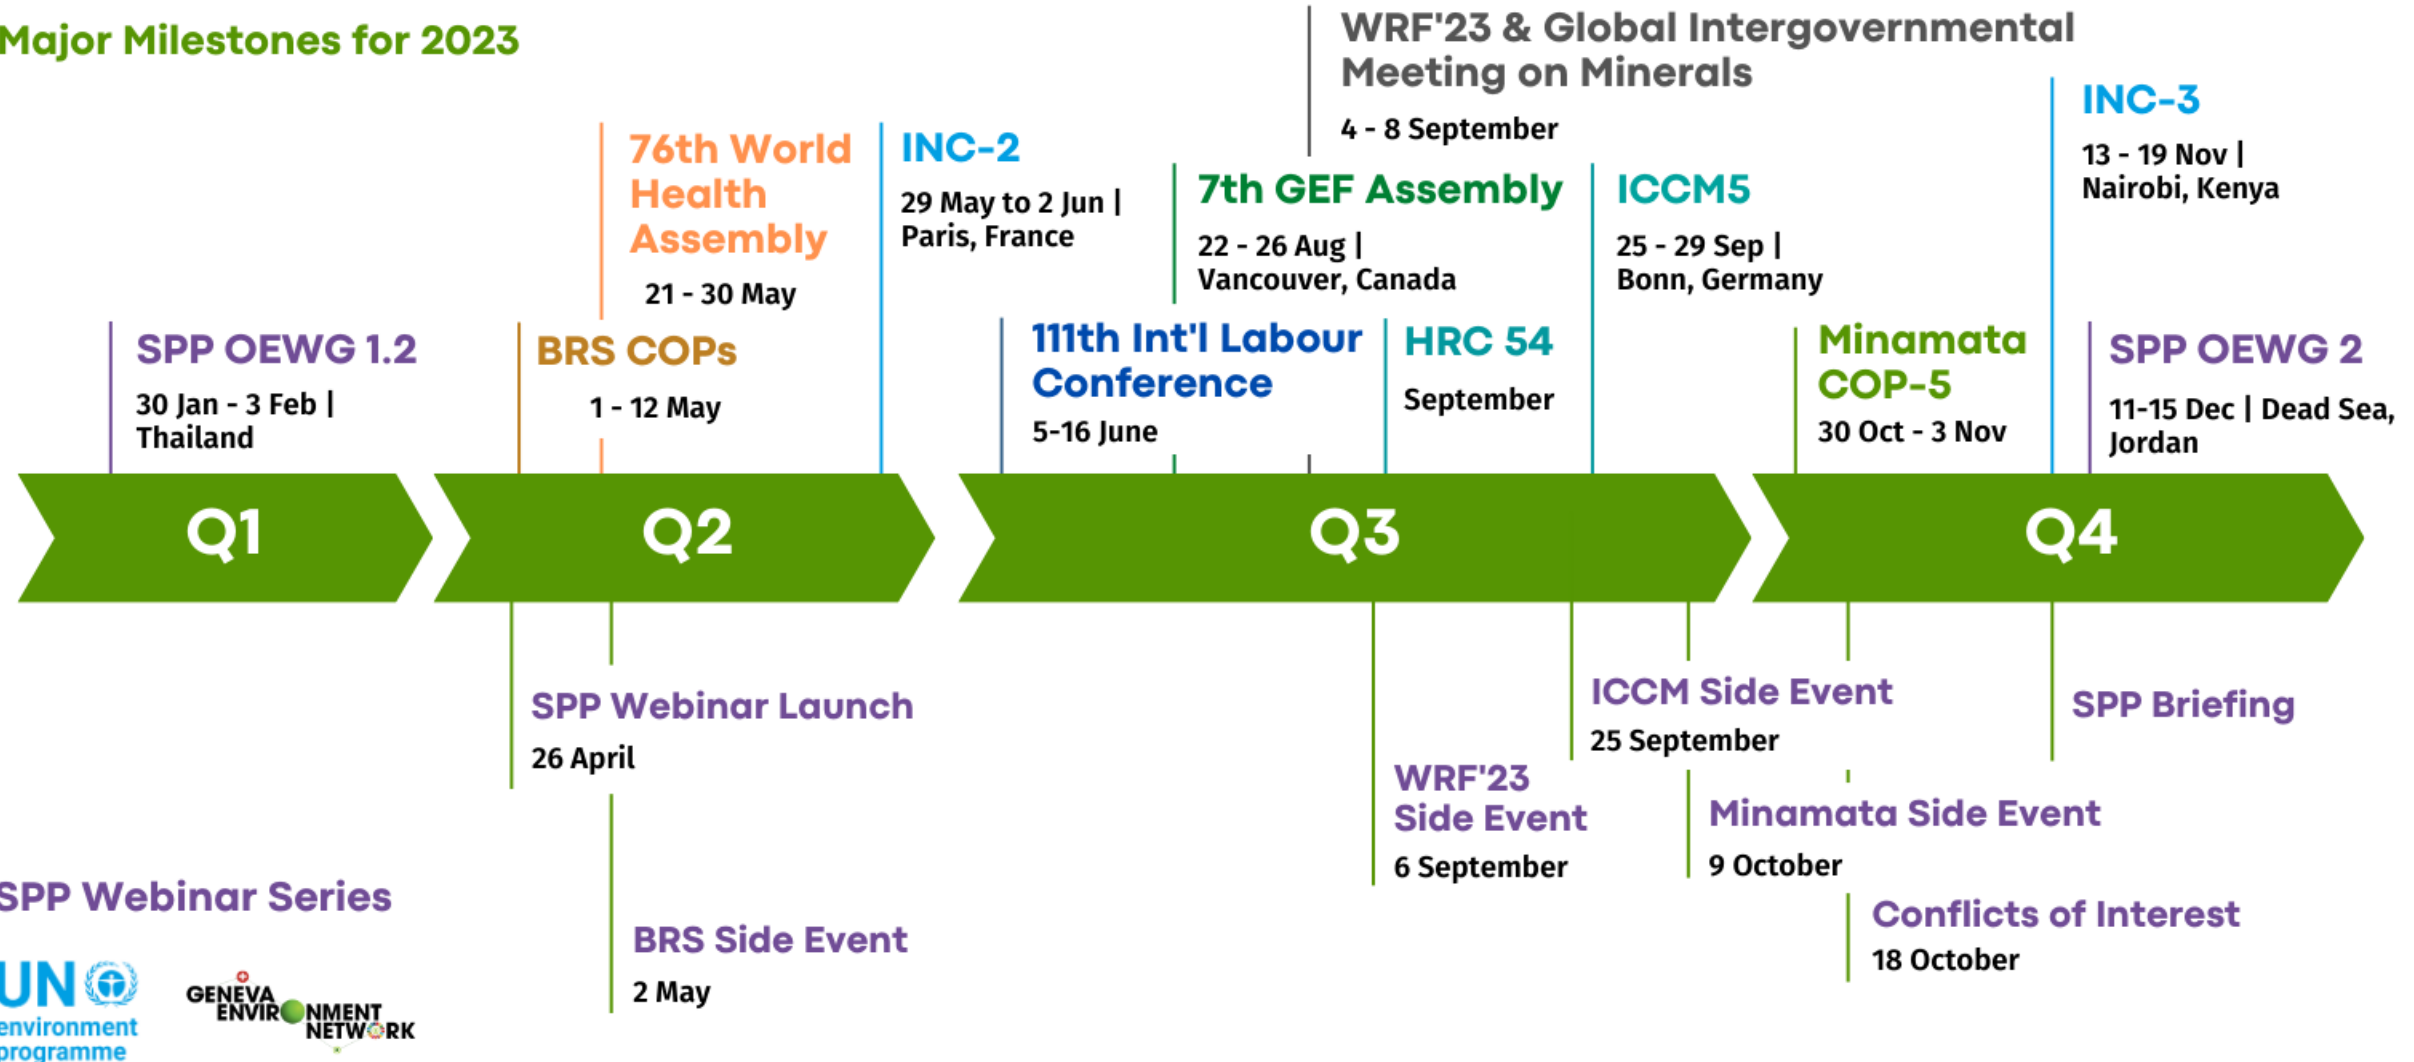 Major Milestones for 2023
WRF'23 & Global Intergovernmental
Meeting on Minerals
4 - 8 September
INC-3
13 - 19 Nov |
Nairobi, Kenya
76th World
Health
Assembly
21 - 30 May
INC-2
29 May to 2 Jun |
Paris, France
7th GEF Assembly
22 - 26 Aug |
Vancouver, Canada
ICCM5
25 - 29 Sep |
Bonn, Germany
SPP OEWG 1.2
30 Jan - 3 Feb |
Thailand
BRS COPs
1 - 12 May
111th Int'l Labour
Conference
5-16 June
HRC 54
September
Minamata
COP-5
30 Oct - 3 Nov
SPP OEWG 2
11-15 Dec | Dead Sea,
Jordan
Q1
Q2
Q3
Q4
SPP Webinar Launch
26 April
BRS Side Event
2 May
WRF'23
Side Event
6 September
ICCM Side Event
25 September
Minamata Side Event
9 October
Conflicts of Interest
18 October
SPP Briefing
SPP Webinar Series
UN
environment
programme
GENEVA
ENVIRONMENT
NETWORK